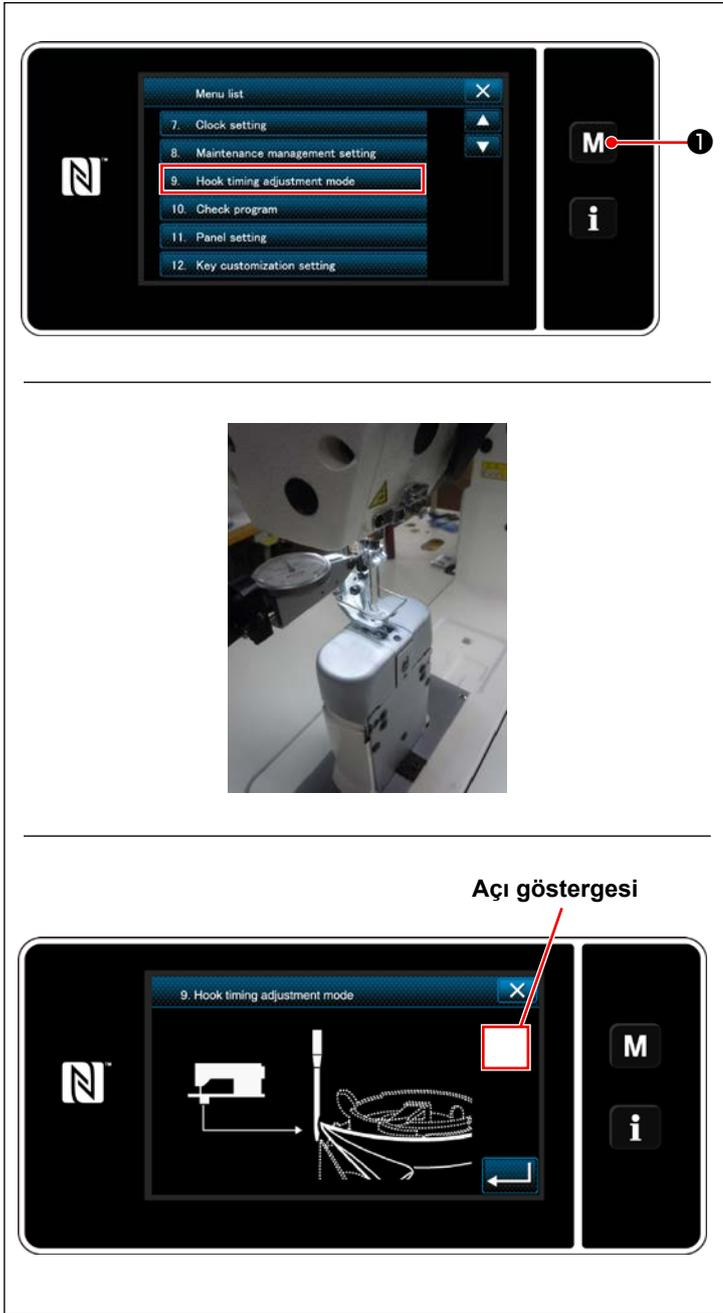 Menu list
7. Clock setting
8. Maintenance management setting
9. Hook timing adjustment mode
10. Check program
11. Panel setting
12. Key customization setting
M
❶
i
Açı göstergesi
9. Hook timing adjustment mode
M
i